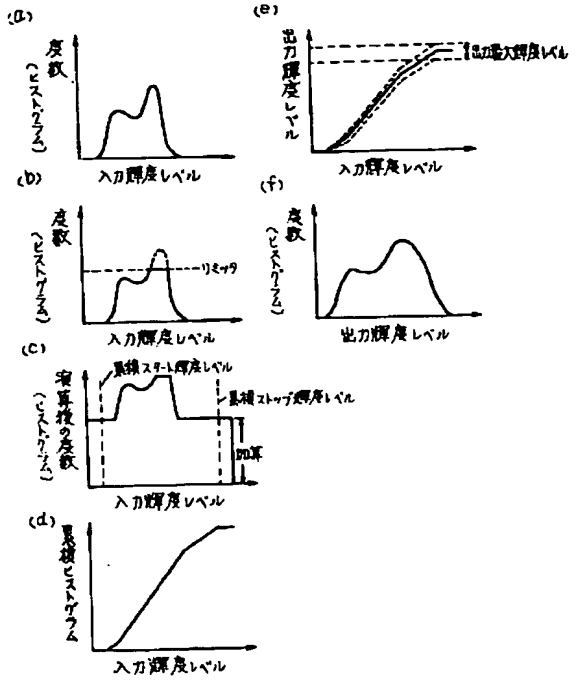 (a)
度数
(ヒストグラム)
入力輝度レベル
(b)
度数
(ヒストグラム)
リミッタ
入力輝度レベル
(c)
累積スタート輝度レベル
演算後の度数
(ヒストグラム)
累積ストップ輝度レベル
加算
入力輝度レベル
(d)
累積ヒストグラム
入力輝度レベル
(e)
出力輝度レベル
出力最大輝度レベル
入力輝度レベル
(f)
度数
(ヒストグラム)
出力輝度レベル